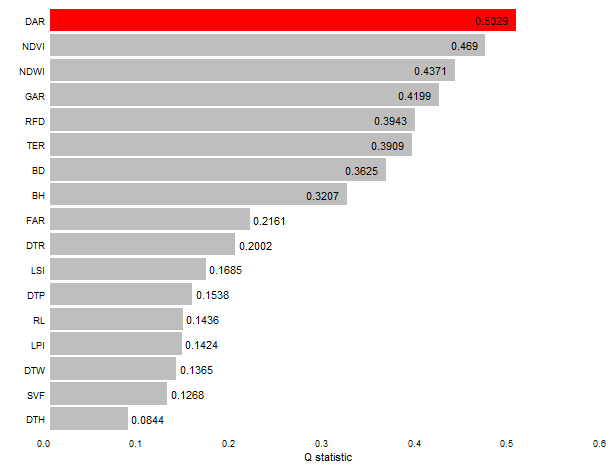 DAR 0.5029
NDVI 0.469
NDWI 0.4371
GAR 0.4199
RFD 0.3943
TER 0.3909
BD 0.3625
BH 0.3207
FAR 0.2161
DTR 0.2002
LSI 0.1685
DTP 0.1538
RL 0.1436
LPI 0.1424
DTW 0.1365
SVF 0.1268
DTH 0.0844
0.0 0.1 0.2 0.3 0.4 0.5 0.6
Q statistic